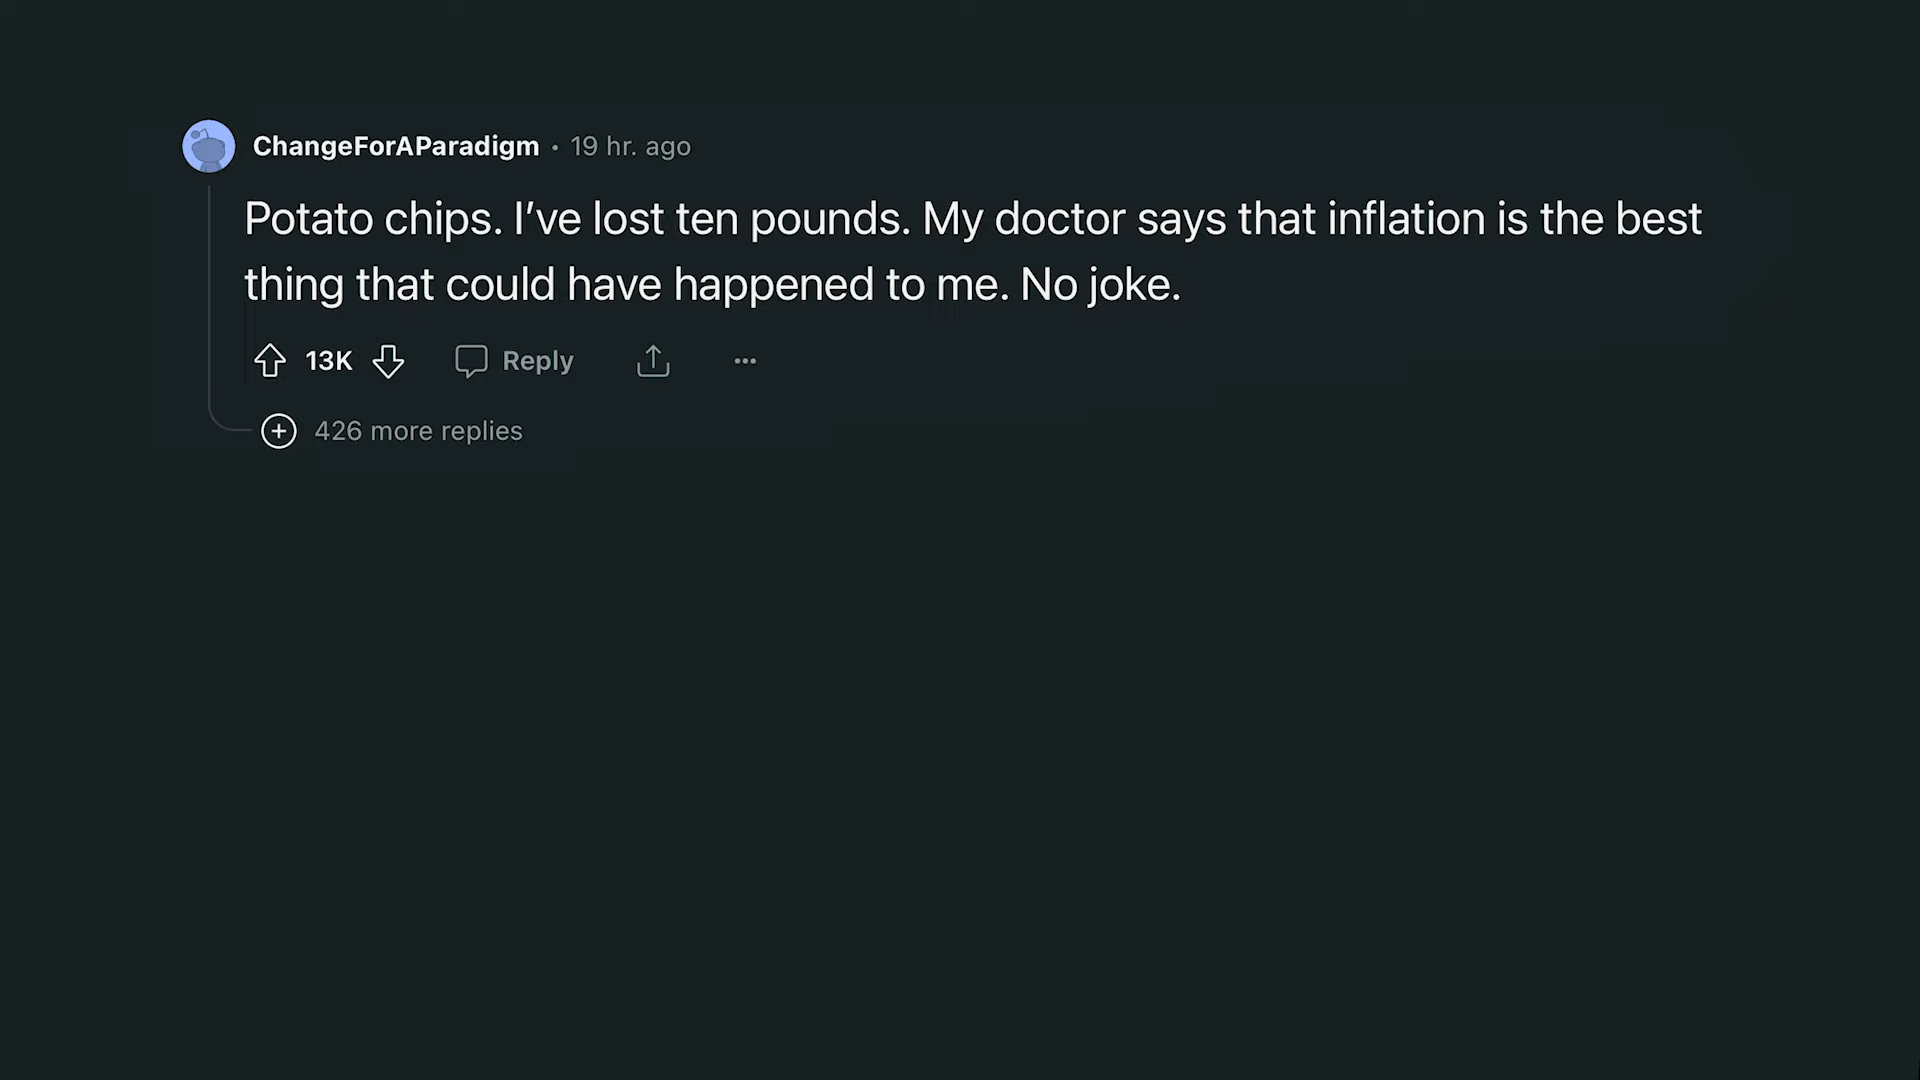 ChangeForAParadigm • 19 hr. ago
Potato chips. I’ve lost ten pounds. My doctor says that inflation is the best
thing that could have happened to me. No joke.
13K Reply ...
426 more replies